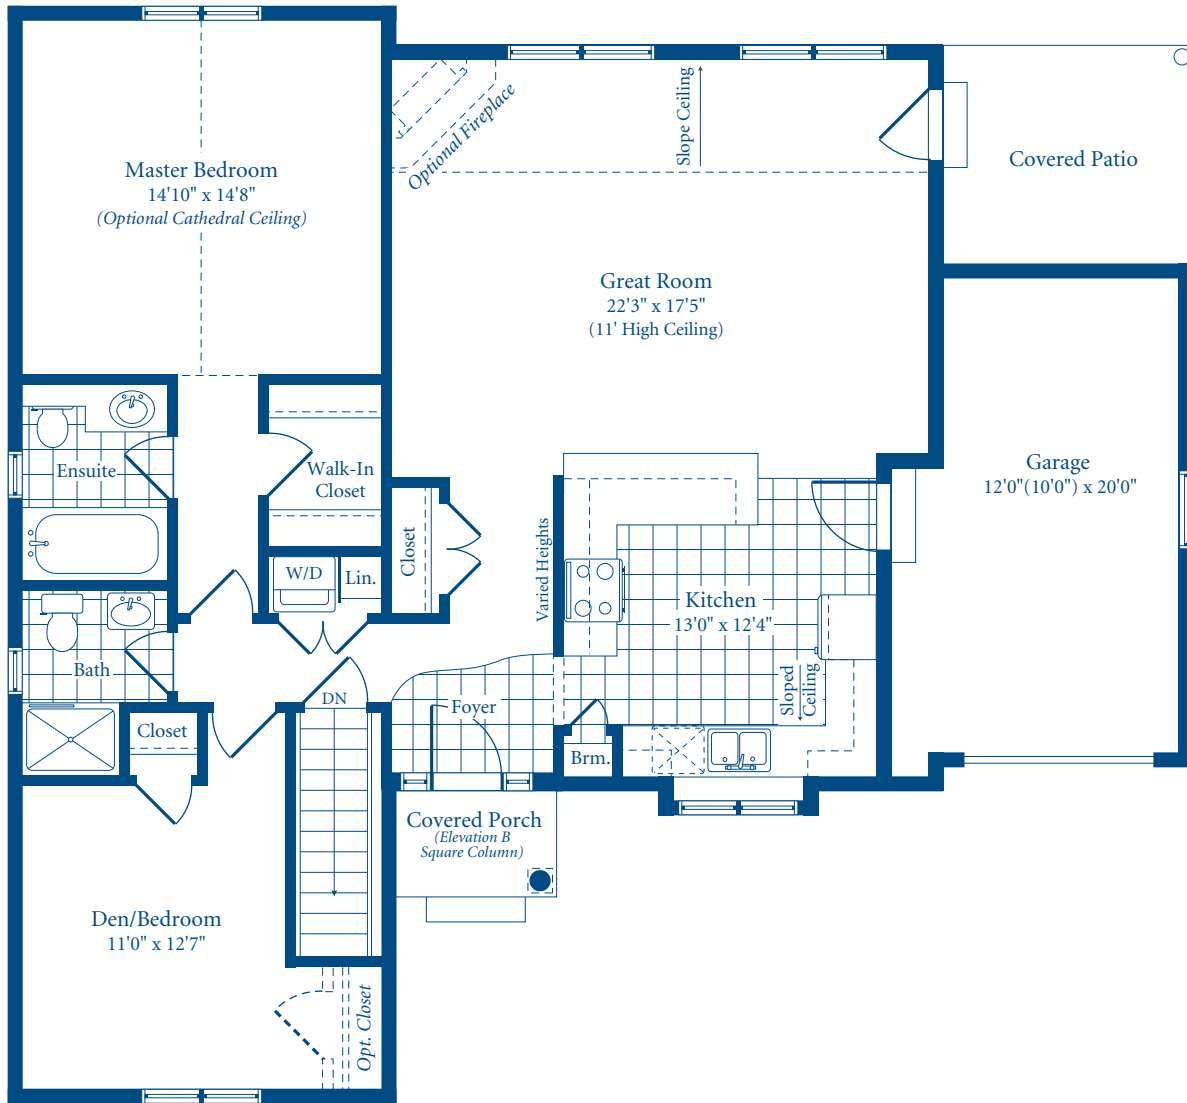 Master Bedroom
14'10" x 14'8"
(Optional Cathedral Ceiling)
Optional Fireplace
Slope Ceiling
Covered Patio
Great Room
22'3" x 17'5"
(11' High Ceiling)
Ensuite
Walk-In
Closet
Closet
Varied Heights
Garage
12'0"(10'0") x 20'0"
W/D
Lin.
Kitchen
13'0" x 12'4"
Sloped
Ceiling
Bath
DN
Foyer
Closet
Brm.
Covered Porch
(Elevation B
Square Column)
Den/Bedroom
11'0" x 12'7"
Opt. Closet